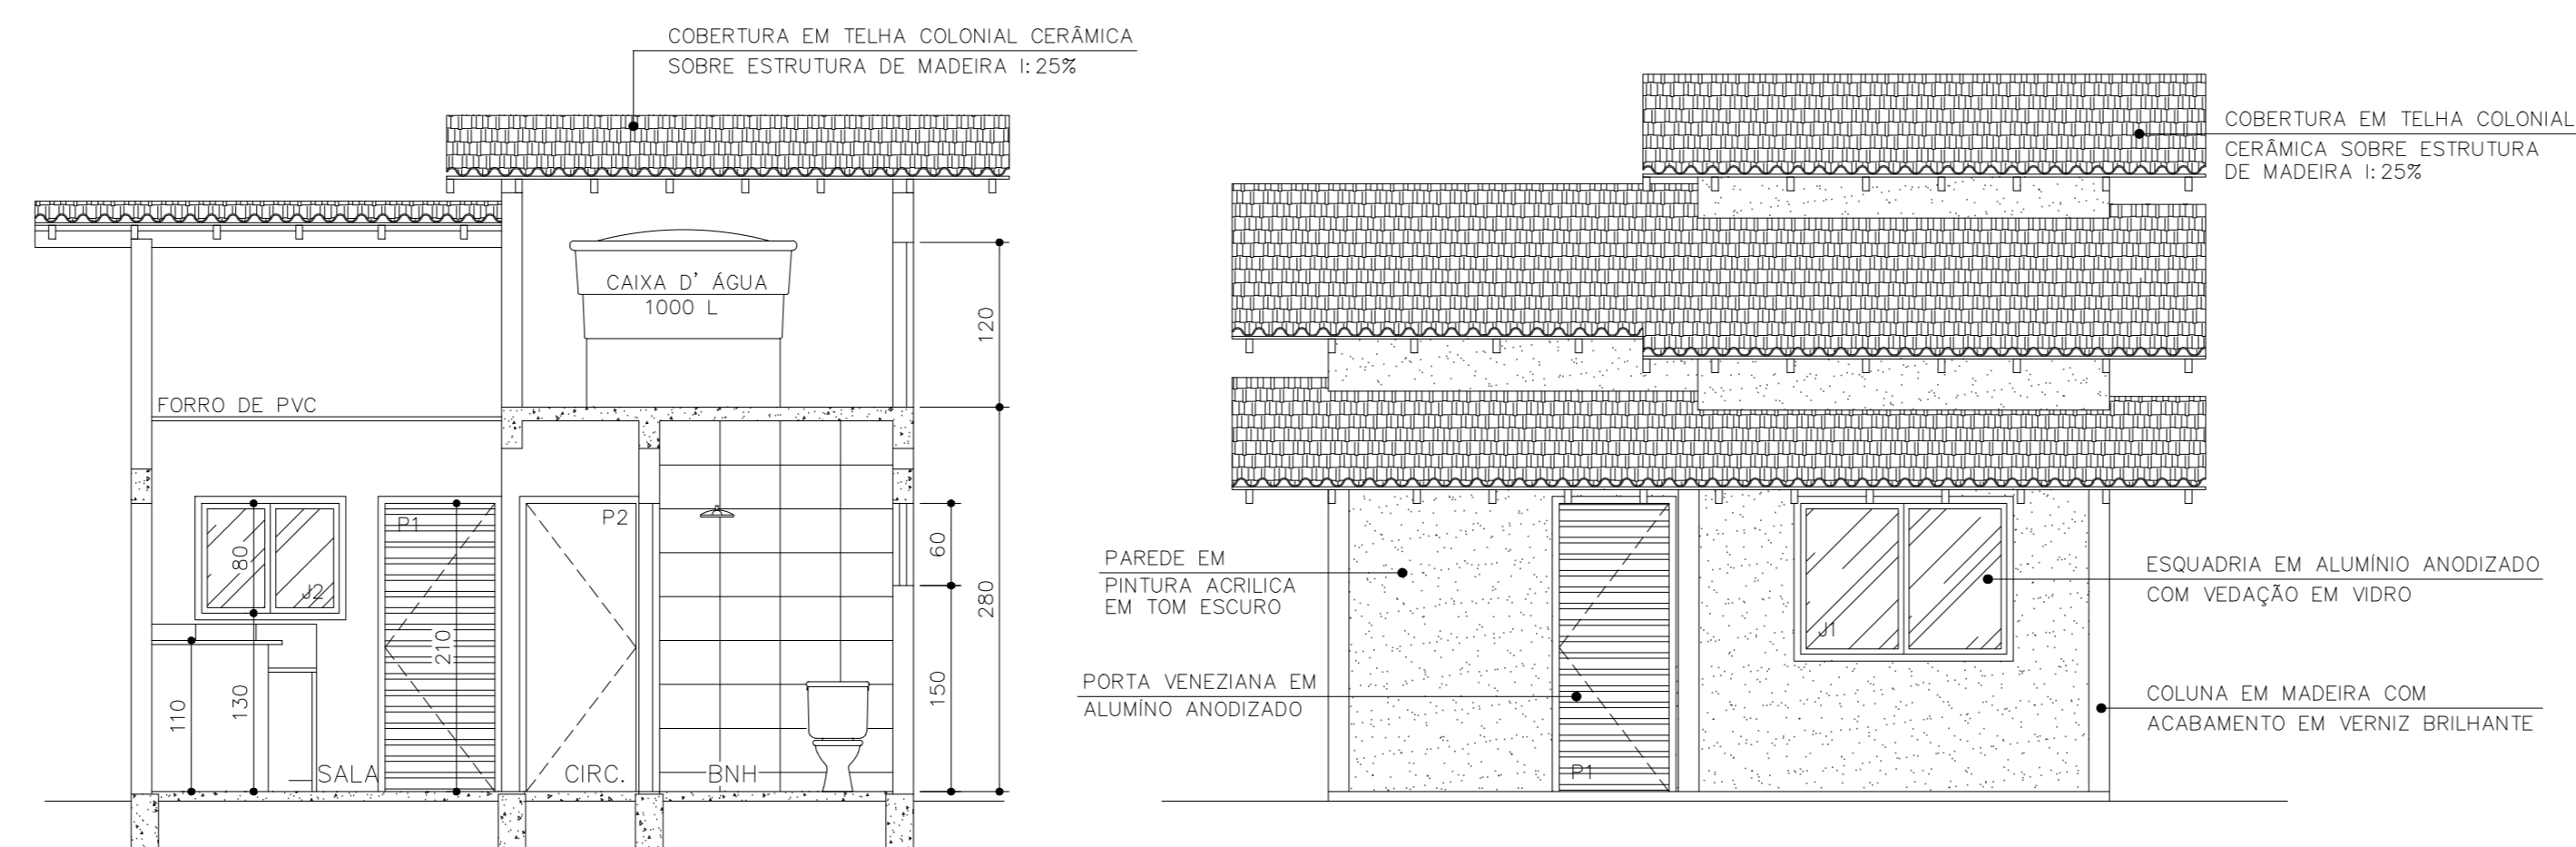 COBERTURA EM TELHA COLONIAL CERÂMICA
SOBRE ESTRUTURA DE MADEIRA I:25%
CAIXA D' ÁGUA
1000 L
120
FORRO DE PVC
P1
P2
80
J2
60
280
210
110
130
150
SALA
CIRC.
BNH
COBERTURA EM TELHA COLONIAL
CERÂMICA SOBRE ESTRUTURA
DE MADEIRA I:25%
PAREDE EM
PINTURA ACRILICA
EM TOM ESCURO
ESQUADRIA EM ALUMÍNIO ANODIZADO
COM VEDAÇÃO EM VIDRO
J1
PORTA VENEZIANA EM
ALUMÍNO ANODIZADO
COLUNA EM MADEIRA COM
ACABAMENTO EM VERNIZ BRILHANTE
P1